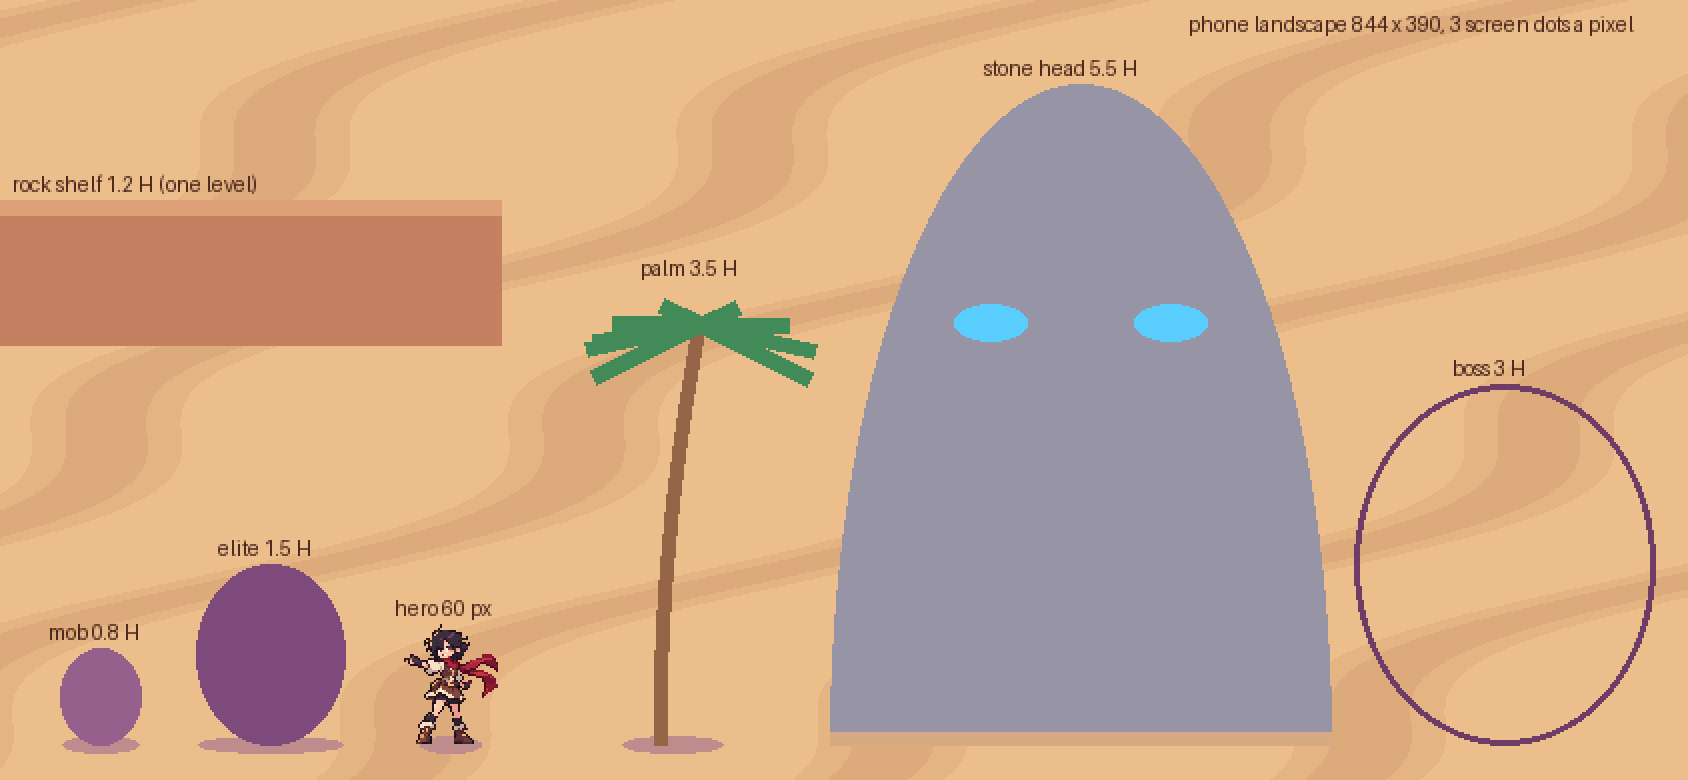 phone landscape 844 x 390, 3 screen dots a pixel
stone head 5.5 H
rock shelf 1.2 H (one level)
palm 3.5 H
boss 3 H
elite 1.5 H
hero 60 px
mob 0.8 H